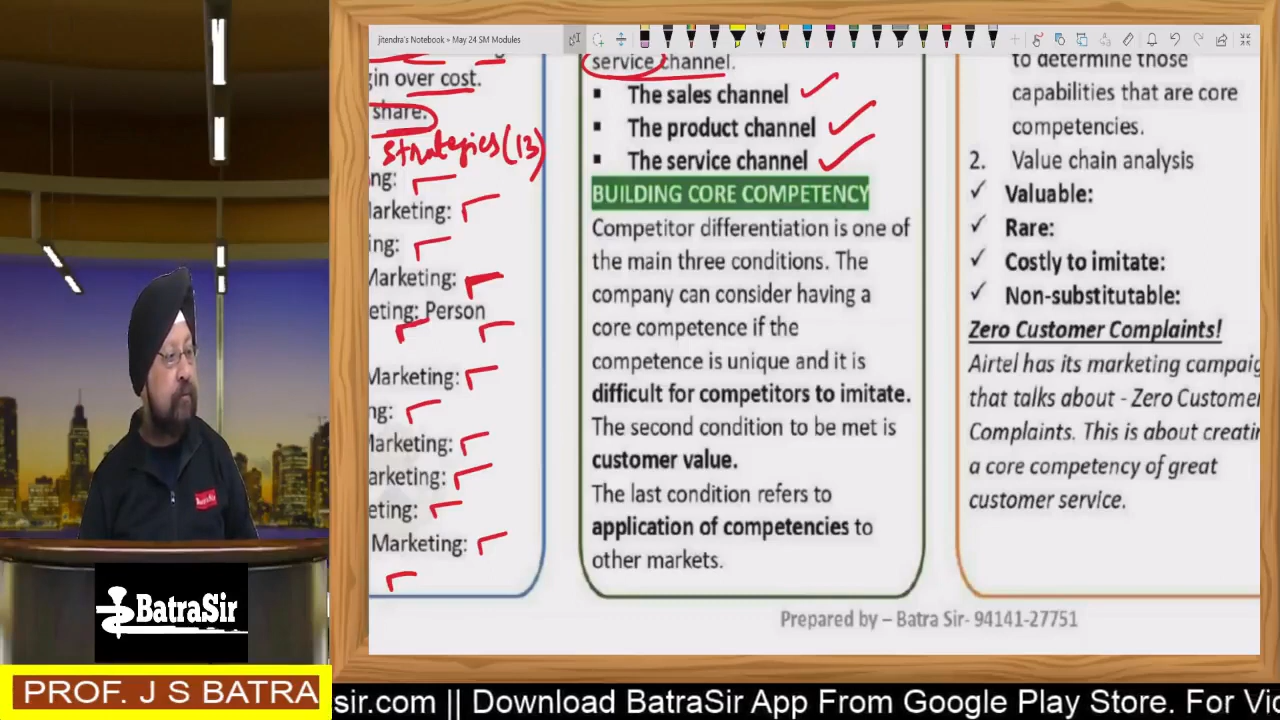 jitendra's Notebook » May 24 SM Modules
gin over cost.
share.
Strategies (13)
ng:
Marketing:
ing:
Marketing:
eting: Person
Marketing:
ng:
Marketing:
arketing:
eting:
Marketing:
service channel.
▪ The sales channel
▪ The product channel
▪ The service channel
BUILDING CORE COMPETENCY
Competitor differentiation is one of
the main three conditions. The
company can consider having a
core competence if the
competence is unique and it is
difficult for competitors to imitate.
The second condition to be met is
customer value.
The last condition refers to
application of competencies to
other markets.
to determine those
capabilities that are core
competencies.
2. Value chain analysis
✓ Valuable:
✓ Rare:
✓ Costly to imitate:
✓ Non-substitutable:
Zero Customer Complaints!
Airtel has its marketing campaig
that talks about - Zero Customer
Complaints. This is about creatin
a core competency of great
customer service.
Prepared by – Batra Sir- 94141-27751
BatraSir
BatraSir
PROF. J S BATRA
sir.com || Download BatraSir App From Google Play Store. For Vid